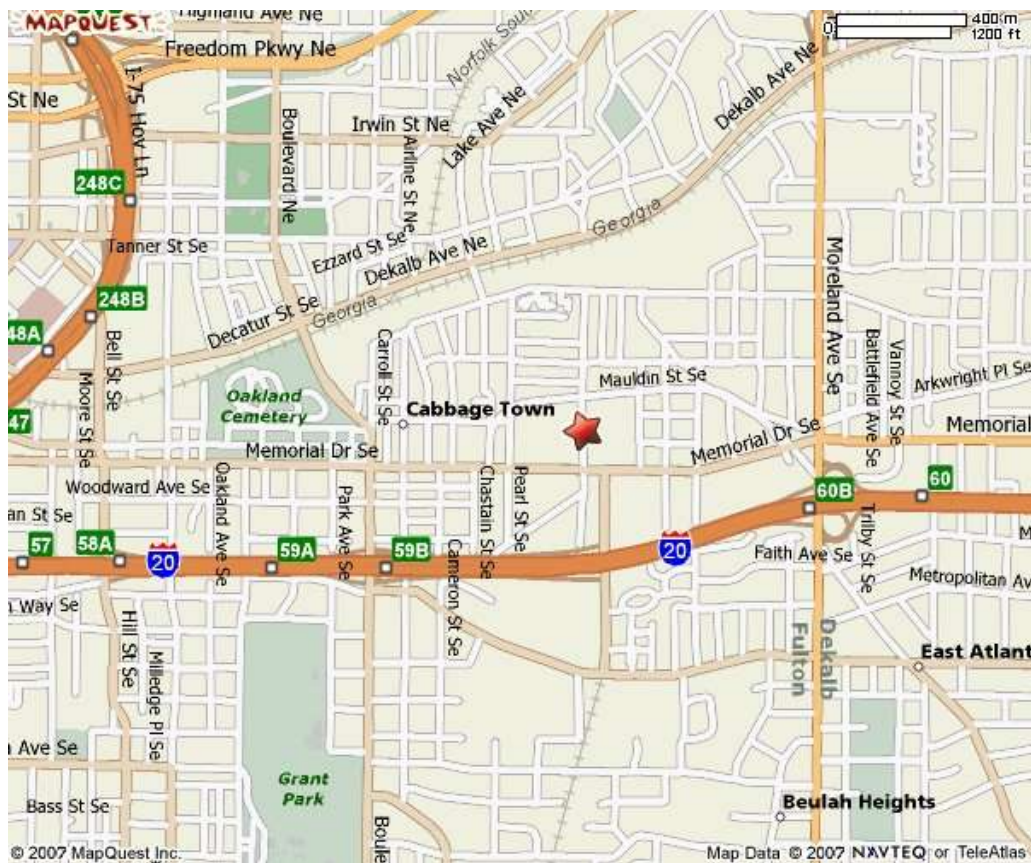 MAPQUEST
Highland Ave Ne
Freedom Pkwy Ne
400 m
0
1200 ft
Norfolk Sou
St Ne
I-75 Hov Ln
Boulevard Ne
Irwin St Ne
Airline St Ne
Lake Ave Ne
Dekalb Ave Ne
248C
Georgia
Tanner St Se
Ezzard St Se
Dekalb Ave Ne
Moreland Ave Se
248B
Decatur St Se
Georgia
48A
Bell St Se
Carroll St Se
Mauldin St Se
Battlefield Ave Se
Vannoy St Se
Arkwright Pl Se
Moore St Se
Oakland
Cemetery
Cabbage Town
47
Memorial Dr Se
Memorial Dr Se
Memorial
Woodward Ave Se
Oakland Ave Se
Park Ave Se
Chastain St Se
Pearl St Se
60B
60
an St Se
57
58A
20
59A
59B
Cameron St Se
20
Faith Ave Se
Trilby St Se
M
Metropolitan Av
n Way Se
Hill St Se
Milledge Pl Se
Fulton
Dekalb
East Atlant
Ave Se
Grant
Park
Bass St Se
Boule
Beulah Heights
© 2007 MapQuest Inc.
Map Data © 2007 NAVTEQ or TeleAtlas